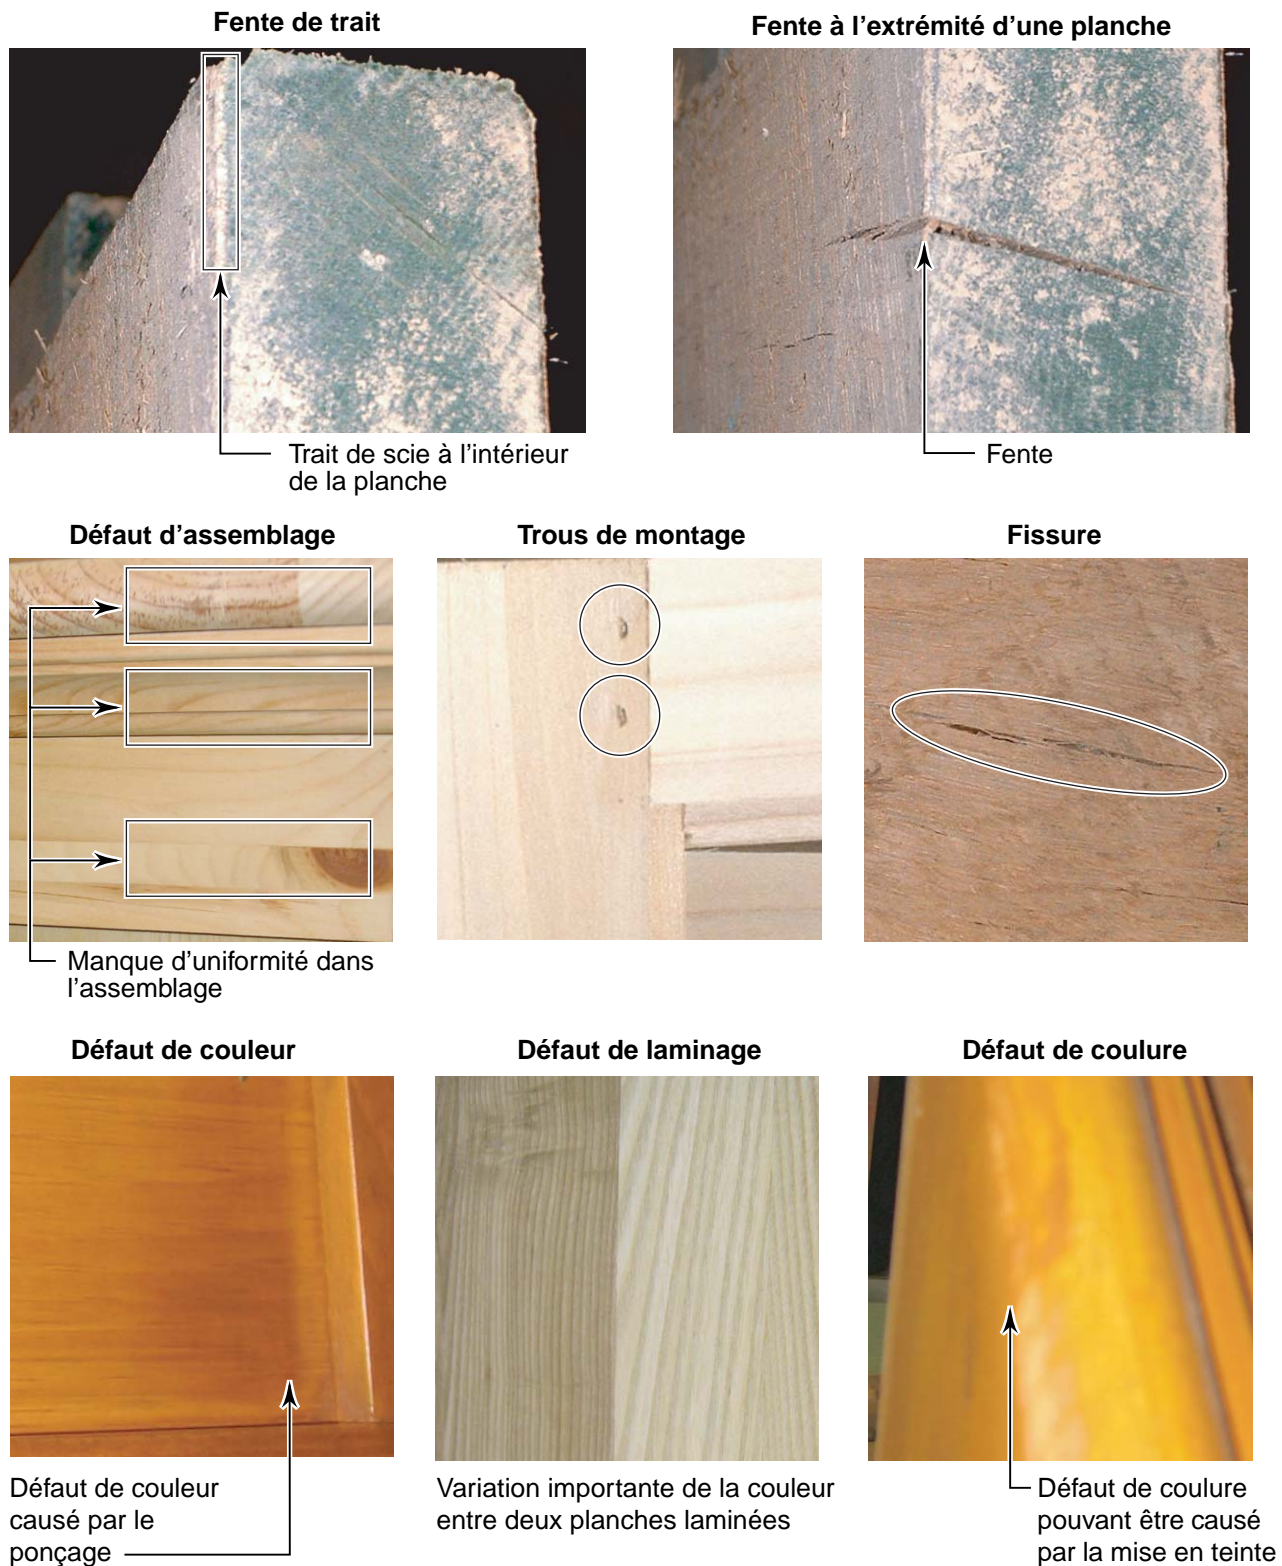 Fente de trait
Fente à l’extrémité d’une planche
Trait de scie à l’intérieur
de la planche
Fente
Défaut d’assemblage
Trous de montage
Fissure
Manque d’uniformité dans
l’assemblage
Défaut de couleur
Défaut de laminage
Défaut de coulure
Défaut de couleur
causé par le
ponçage
Variation importante de la couleur
entre deux planches laminées
Défaut de coulure
pouvant être causé
par la mise en teinte